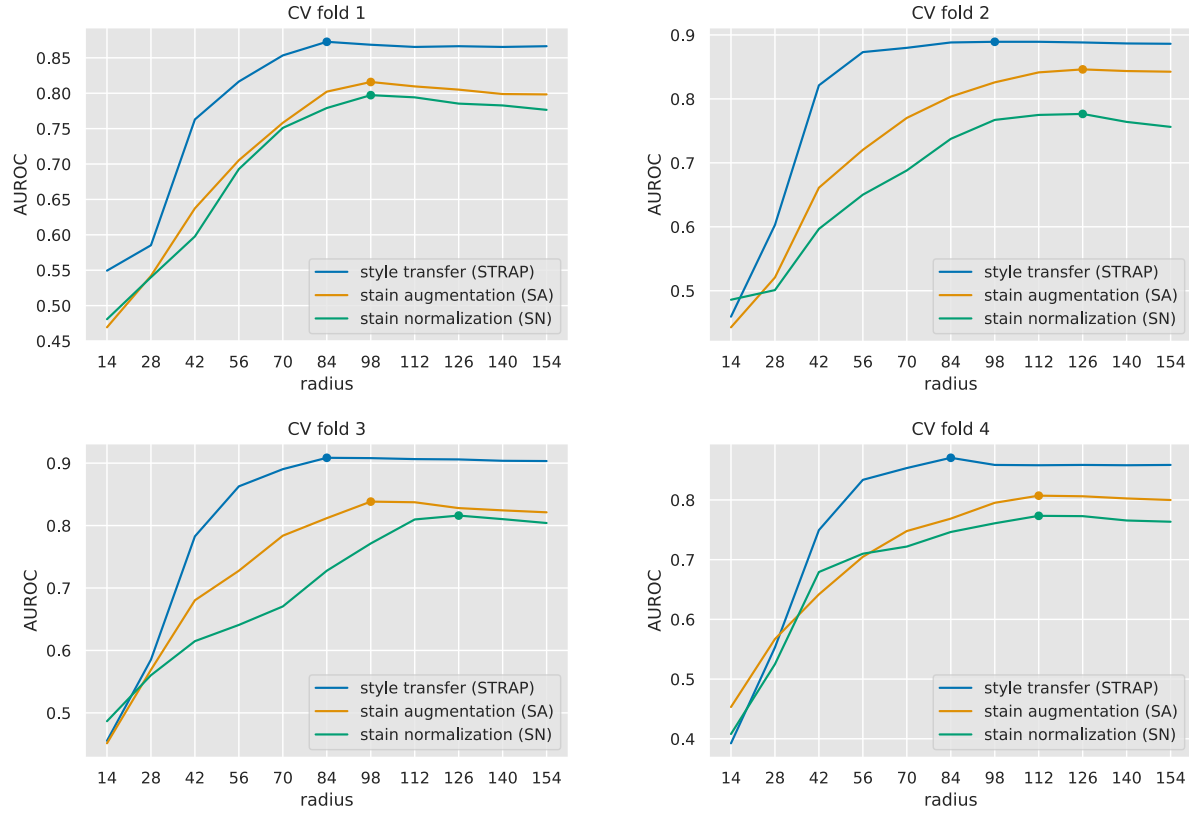 CV fold 1
0.85
0.80
0.75
0.70
0.65
0.60
0.55
0.50
0.45
AUROC
style transfer (STRAP)
stain augmentation (SA)
stain normalization (SN)
14 28 42 56 70 84 98 112 126 140 154
radius
CV fold 2
0.9
0.8
0.7
0.6
0.5
AUROC
style transfer (STRAP)
stain augmentation (SA)
stain normalization (SN)
14 28 42 56 70 84 98 112 126 140 154
radius
CV fold 3
0.9
0.8
0.7
0.6
0.5
AUROC
style transfer (STRAP)
stain augmentation (SA)
stain normalization (SN)
14 28 42 56 70 84 98 112 126 140 154
radius
CV fold 4
0.8
0.7
0.6
0.5
0.4
AUROC
style transfer (STRAP)
stain augmentation (SA)
stain normalization (SN)
14 28 42 56 70 84 98 112 126 140 154
radius